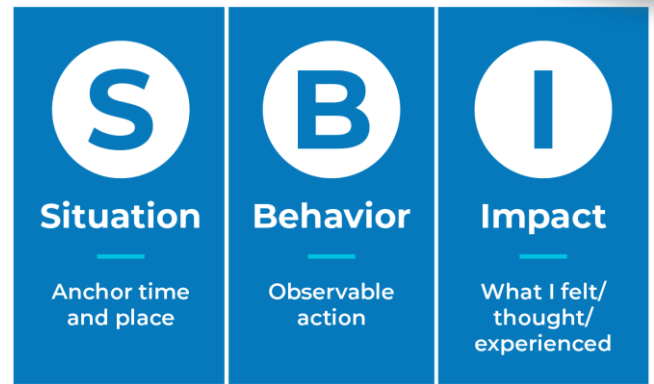 S
Situation
Anchor time
and place
B
Behavior
Observable
action
I
Impact
What I felt/
thought/
experienced